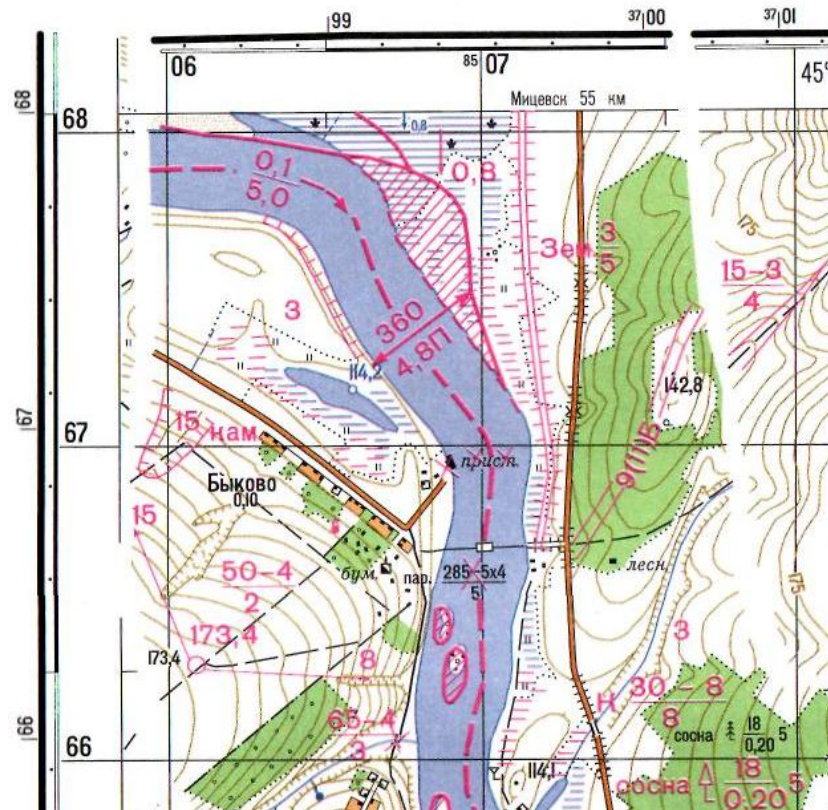 99 37 00 37 01
06 85 07 45°
Мицевск 55 км
68 68 0,8
0,1 0,8
5,0
Зем. 3
5
175
15-3
4
3
360
4,8П
114,2
142,8
67 67
15 кам.
прист.
9(11)Б
Быково
0,10
15
бум. пар. 285-5х4
5
лесн.
50-4
2
175
173,4
173,4
3
8
Н 30-8
8
65-4
3
сосна 18
0,20 5
66 66
114,1
сосна 18
0,20 5